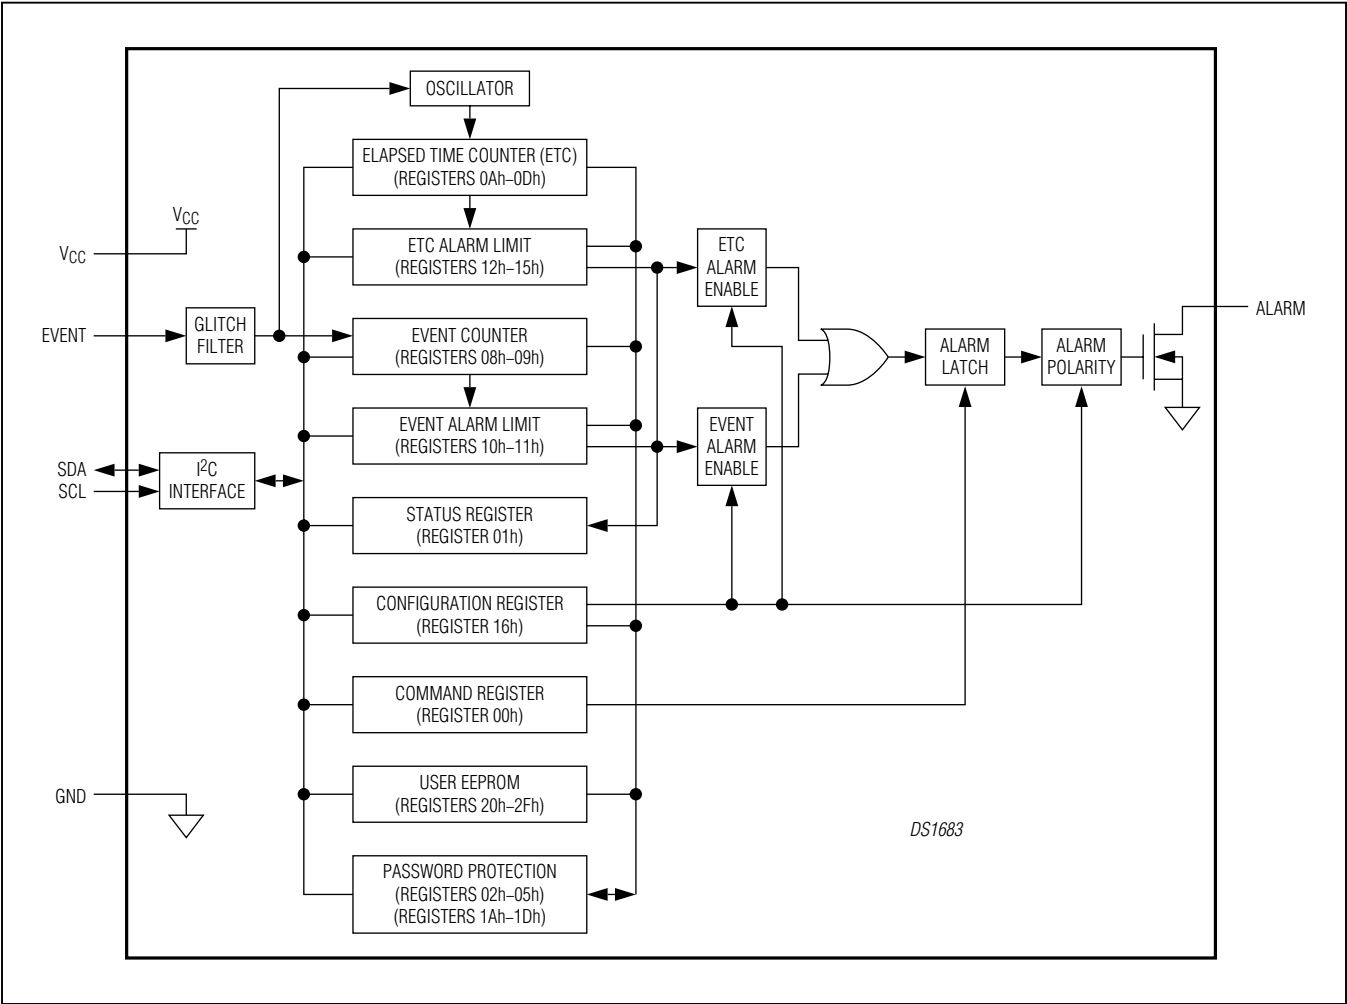 OSCILLATOR
ELAPSED TIME COUNTER (ETC)
(REGISTERS 0Ah–0Dh)
VCC
VCC
ETC ALARM LIMIT
(REGISTERS 12h–15h)
ETC
ALARM
ENABLE
EVENT
GLITCH
FILTER
EVENT COUNTER
(REGISTERS 08h–09h)
ALARM
LATCH
ALARM
POLARITY
ALARM
EVENT ALARM LIMIT
(REGISTERS 10h–11h)
EVENT
ALARM
ENABLE
SDA
SCL
I2C
INTERFACE
STATUS REGISTER
(REGISTER 01h)
CONFIGURATION REGISTER
(REGISTER 16h)
COMMAND REGISTER
(REGISTER 00h)
GND
USER EEPROM
(REGISTERS 20h–2Fh)
DS1683
PASSWORD PROTECTION
(REGISTERS 02h–05h)
(REGISTERS 1Ah–1Dh)